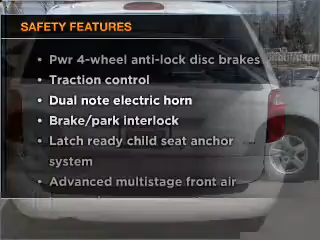 SAFETY FEATURES
• Pwr 4-wheel anti-lock disc brakes
• Traction control
• Dual note electric horn
• Brake/park interlock
• Latch ready child seat anchor
system
• Advanced multistage front air